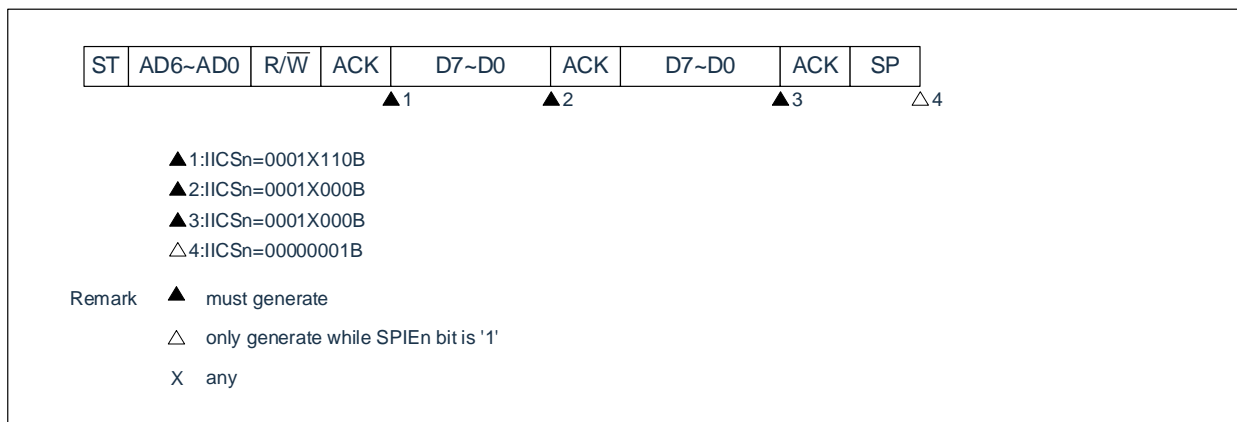 ST AD6~AD0 R/W̅ ACK D7~D0 ACK D7~D0 ACK SP
▲1 ▲2 ▲3 △4
▲1:IICSn=0001X110B
▲2:IICSn=0001X000B
▲3:IICSn=0001X000B
△4:IICSn=00000001B
Remark ▲ must generate
△ only generate while SPIEn bit is '1'
X any